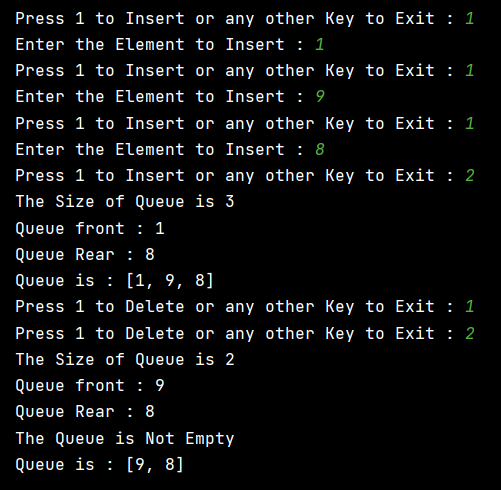 Press 1 to Insert or any other Key to Exit : 1
Enter the Element to Insert : 1
Press 1 to Insert or any other Key to Exit : 1
Enter the Element to Insert : 9
Press 1 to Insert or any other Key to Exit : 1
Enter the Element to Insert : 8
Press 1 to Insert or any other Key to Exit : 2
The Size of Queue is 3
Queue front : 1
Queue Rear : 8
Queue is : [1, 9, 8]
Press 1 to Delete or any other Key to Exit : 1
Press 1 to Delete or any other Key to Exit : 2
The Size of Queue is 2
Queue front : 9
Queue Rear : 8
The Queue is Not Empty
Queue is : [9, 8]